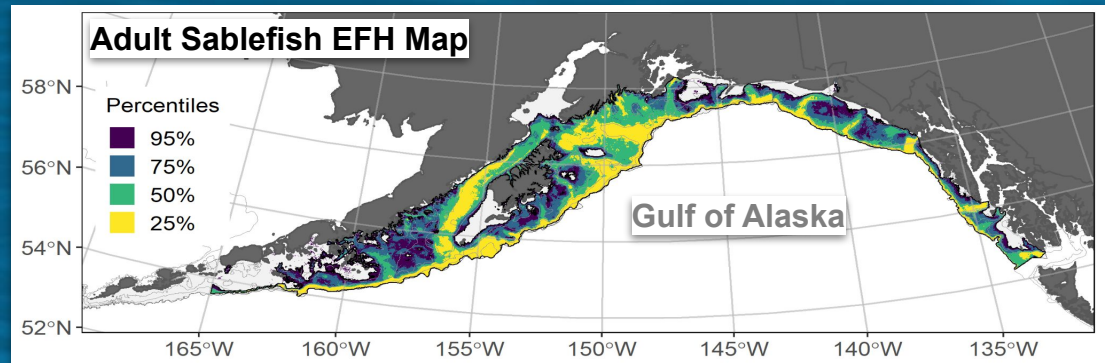 Adult Sablefish EFH Map
58°N
56°N
54°N
52°N
Percentiles
95%
75%
50%
25%
Gulf of Alaska
165°W
160°W
155°W
150°W
145°W
140°W
135°W